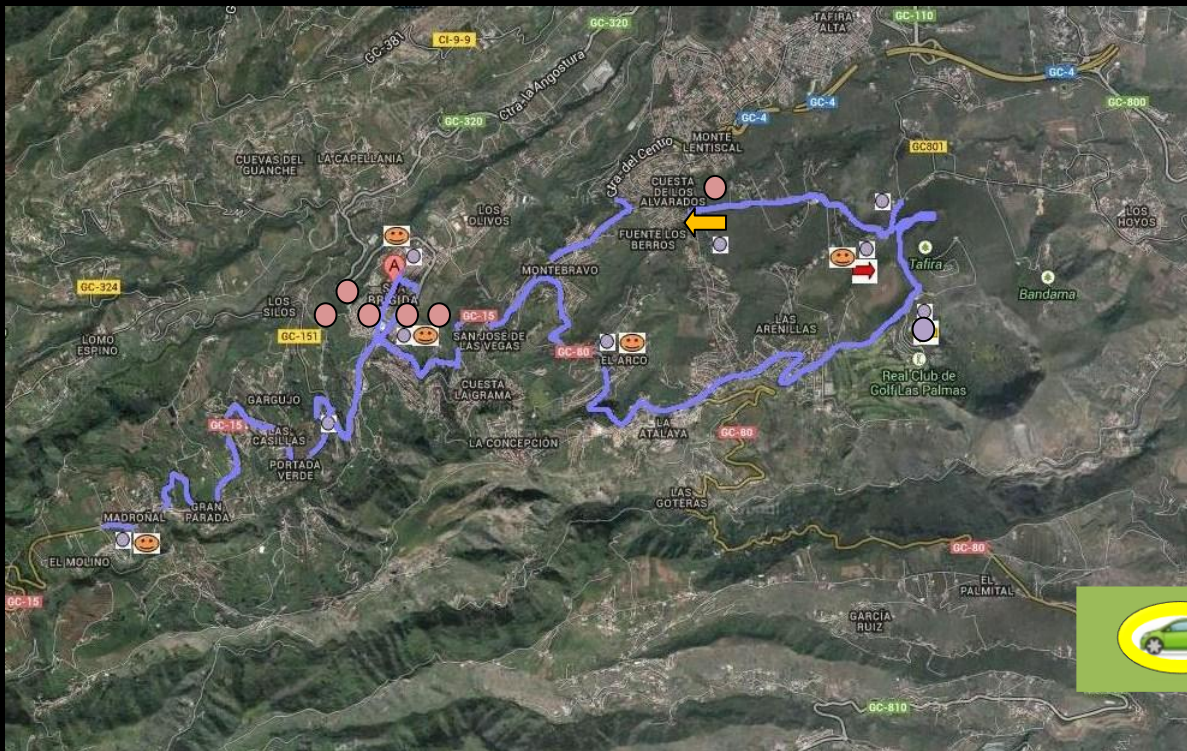 TAFIRA
ALTA
GC-110
GC-320
CI-9-9
GC-381
Ctra. la Angostura
GC-320
GC-4
GC-4
GC-4
GC-800
MONTE
LENTISCAL
Ctra. del Centro
GC801
CUEVAS DEL
GUANCHE
LA CAPELLANIA
CUESTA
DE LOS
ALVARADOS
LOS
OLIVOS
LOS
HOYOS
FUENTE LOS
BERROS
Tafira
A
MONTEBRAVO
Bandama
GC-324
LOS
SILOS
BRIGIDA
GC-15
LAS
ARENILLAS
GC-151
SAN JOSÉ DE
LAS VEGAS
LOMO
ESPINO
GC-80
EL ARCO
Real Club de
Golf Las Palmas
CUESTA
LA GRAMA
GARGUJO
GC-15
LAS
CASILLAS
LA
ATALAYA
GC-80
LA CONCEPCIÓN
PORTADA
VERDE
LAS
GOTERAS
GRAN
PARADA
MADROÑAL
EL MOLINO
GC-80
EL
PALMITAL
GC-15
GARCÍA
RUIZ
GC-810